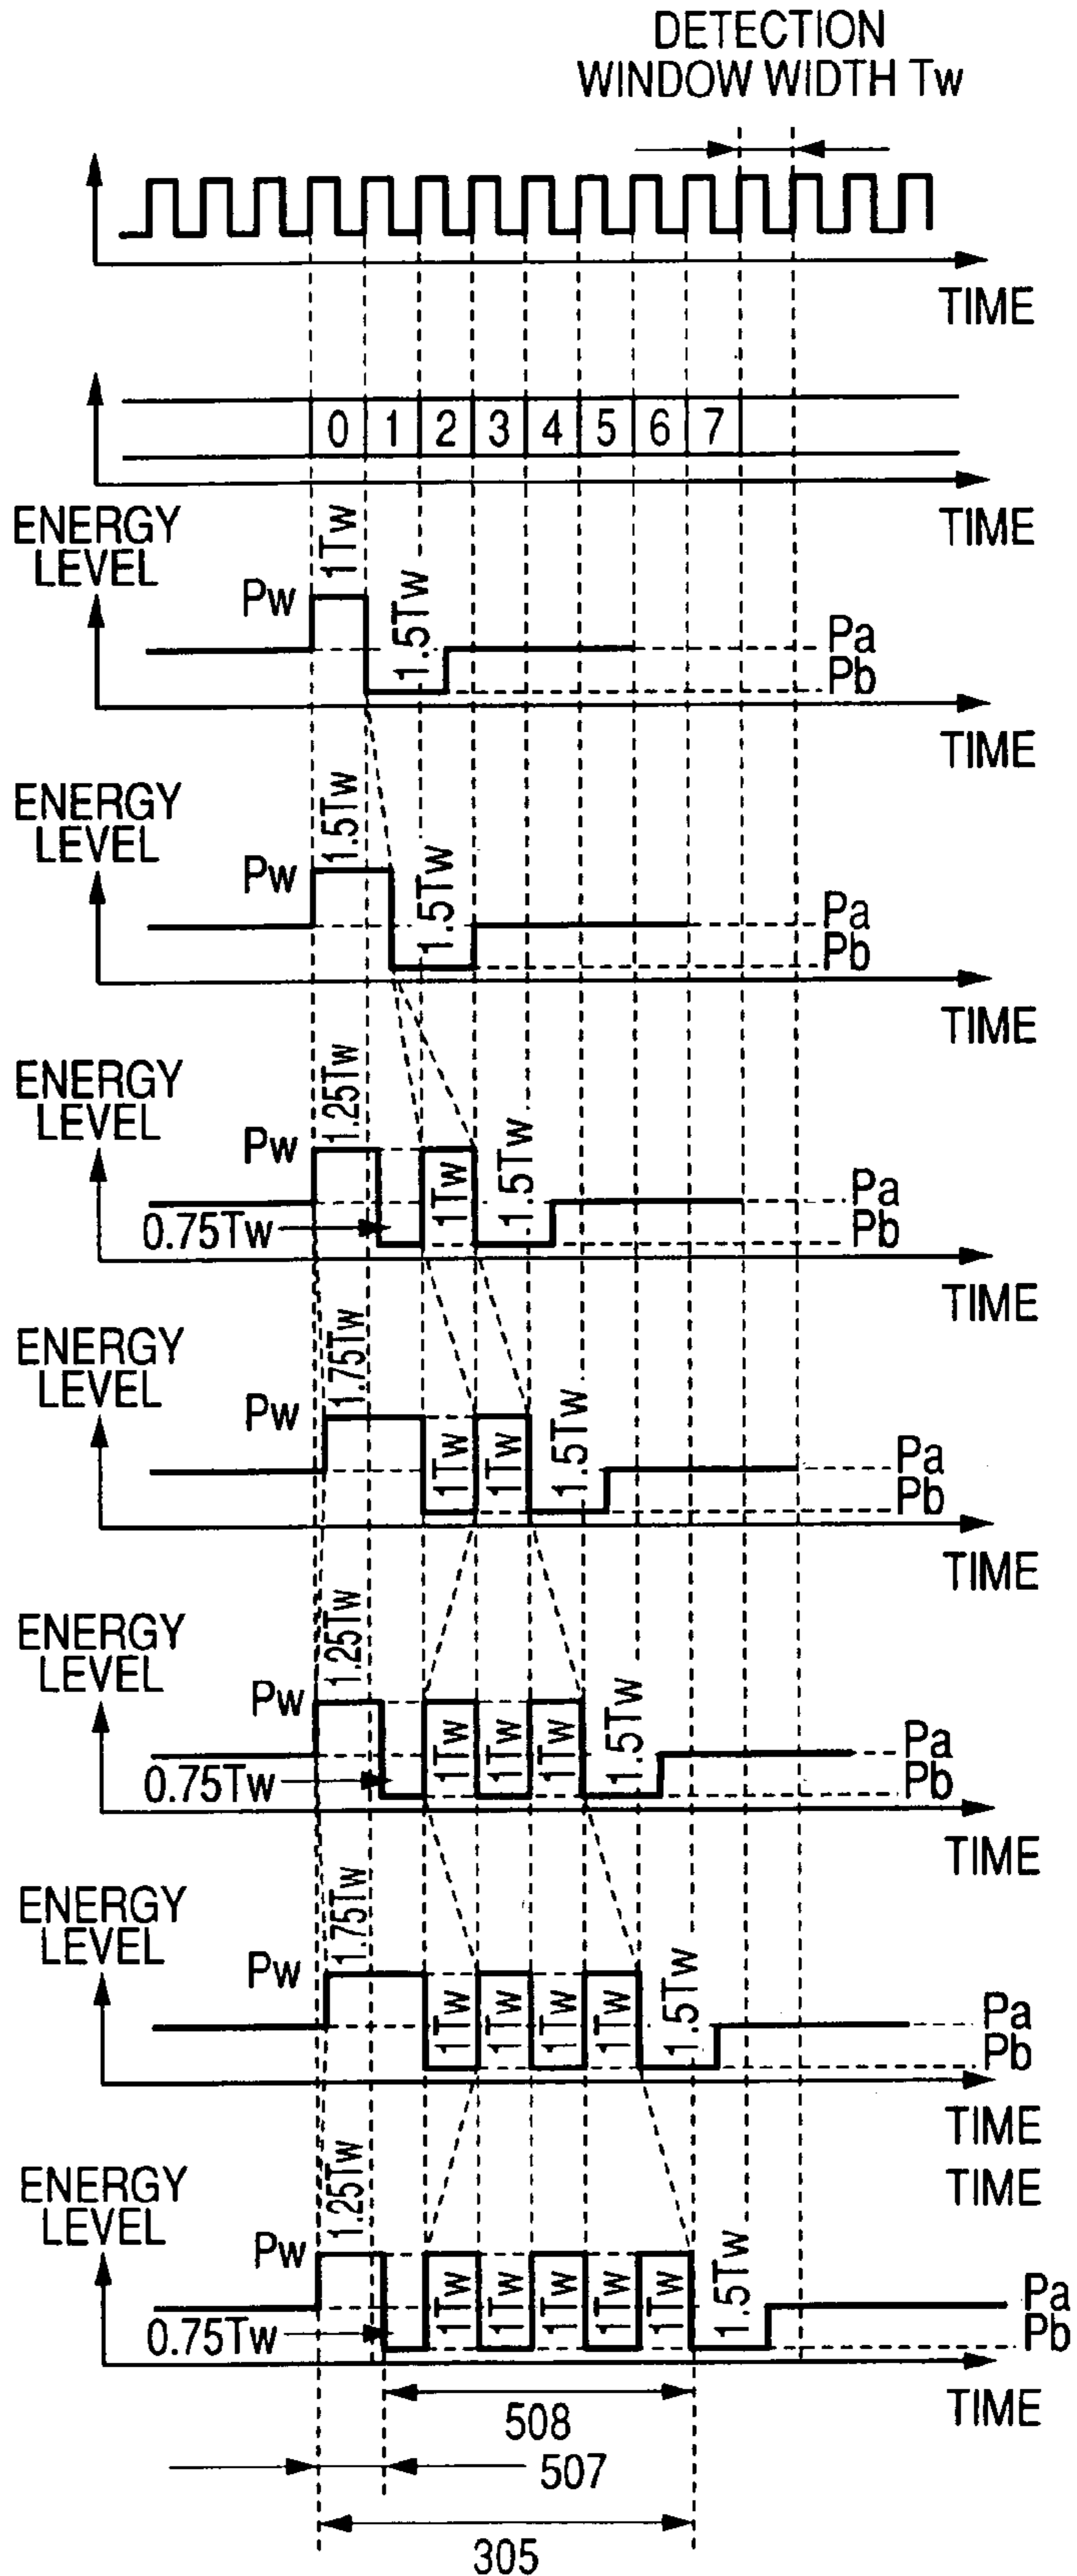 DETECTION
WINDOW WIDTH Tw
TIME
0 1 2 3 4 5 6 7
TIME
ENERGY
LEVEL
Pw
1Tw
1.5Tw
Pa
Pb
TIME
ENERGY
LEVEL
Pw
1.5Tw
1.5Tw
Pa
Pb
TIME
ENERGY
LEVEL
Pw
1.25Tw
0.75Tw
1Tw
1.5Tw
Pa
Pb
TIME
ENERGY
LEVEL
Pw
1.75Tw
1Tw
1Tw
1.5Tw
Pa
Pb
TIME
ENERGY
LEVEL
Pw
1.25Tw
0.75Tw
1Tw
1Tw
1Tw
1.5Tw
Pa
Pb
TIME
ENERGY
LEVEL
Pw
1.75Tw
1Tw
1Tw
1Tw
1Tw
1.5Tw
Pa
Pb
TIME
TIME
ENERGY
LEVEL
Pw
1.25Tw
0.75Tw
1Tw
1Tw
1Tw
1Tw
1Tw
1.5Tw
Pa
Pb
TIME
508
507
305